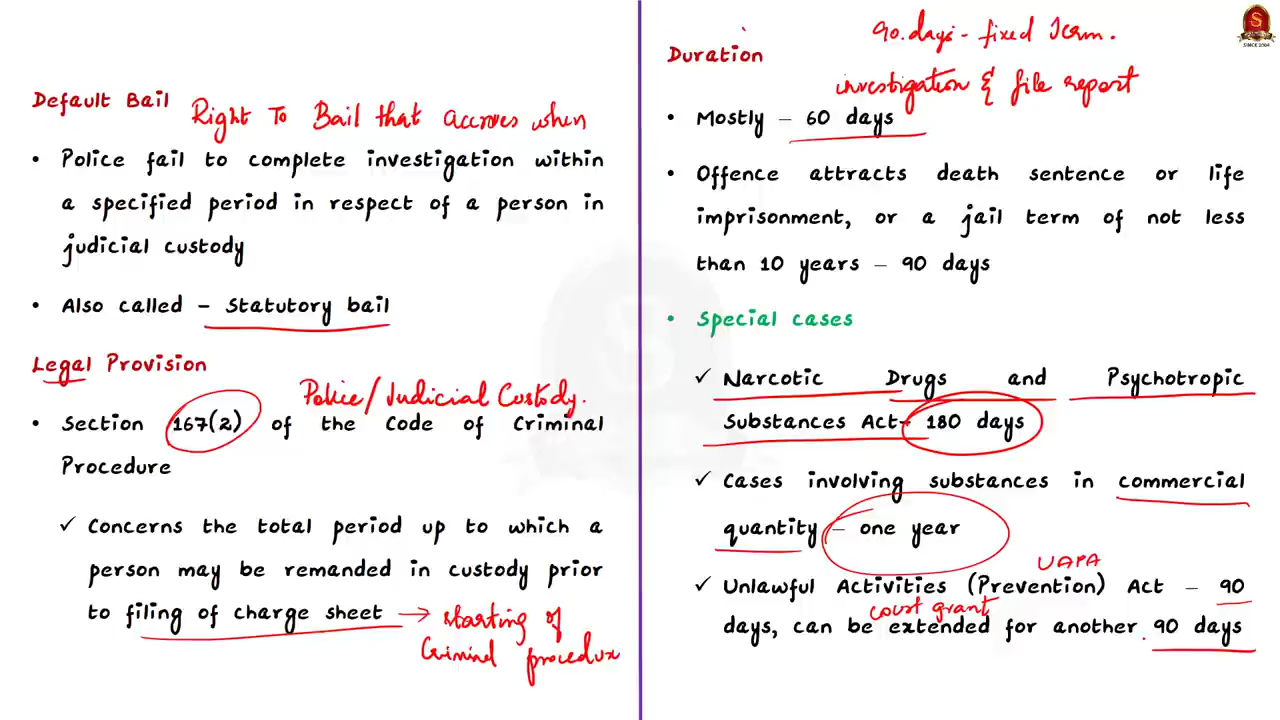 Default Bail
Right To Bail that accrues when
• Police fail to complete investigation within
a specified period in respect of a person in
judicial custody
• Also called – Statutory bail
Legal Provision
Police/Judicial Custody.
• Section 167(2) of the Code of Criminal
Procedure
✓ Concerns the total period up to which a
person may be remanded in custody prior
to filing of charge sheet → starting of
Criminal procedure
90 days - fixed Term.
Duration
investigation & file report
• Mostly – 60 days
• Offence attracts death sentence or life
imprisonment, or a jail term of not less
than 10 years – 90 days
• Special cases
✓ Narcotic Drugs and Psychotropic
Substances Act- 180 days
✓ Cases involving substances in commercial
quantity – one year
UAPA
✓ Unlawful Activities (Prevention) Act – 90
court grant
days, can be extended for another 90 days
SINCE 2004